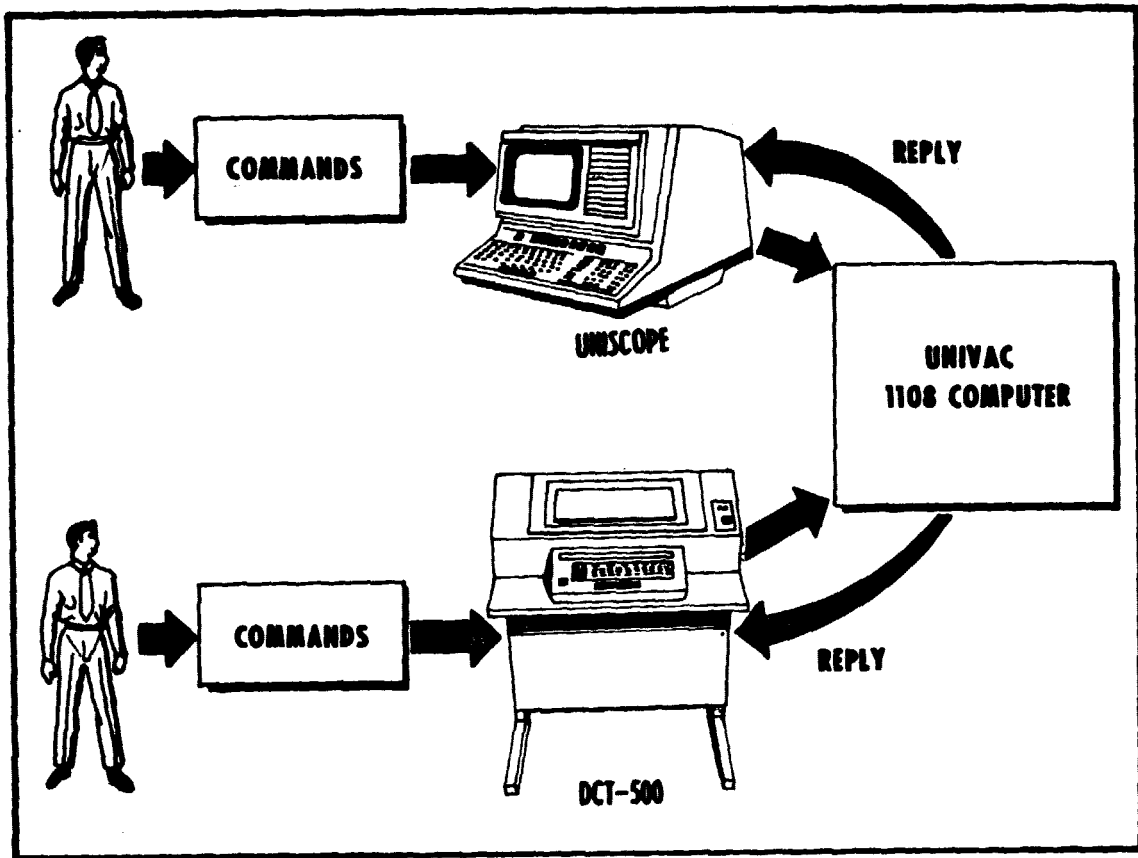 COMMANDS
REPLY
UNISCOPE
UNIVAC
1108 COMPUTER
COMMANDS
REPLY
DCT-500